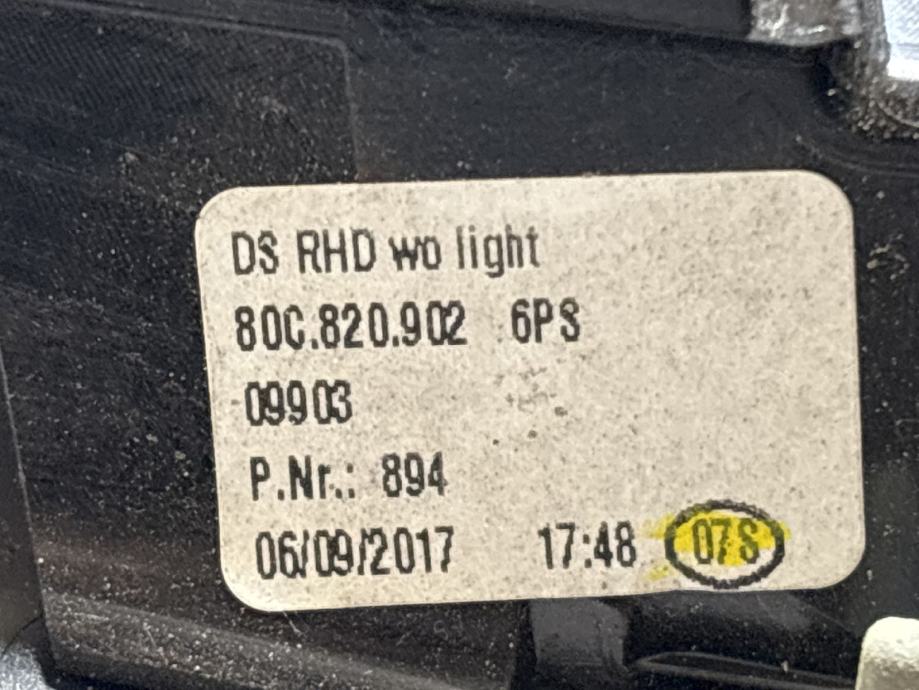 DS RHD wo light
80C.820.902 6PS
09903
P.Nr.: 894
06/09/2017 17:48 07S